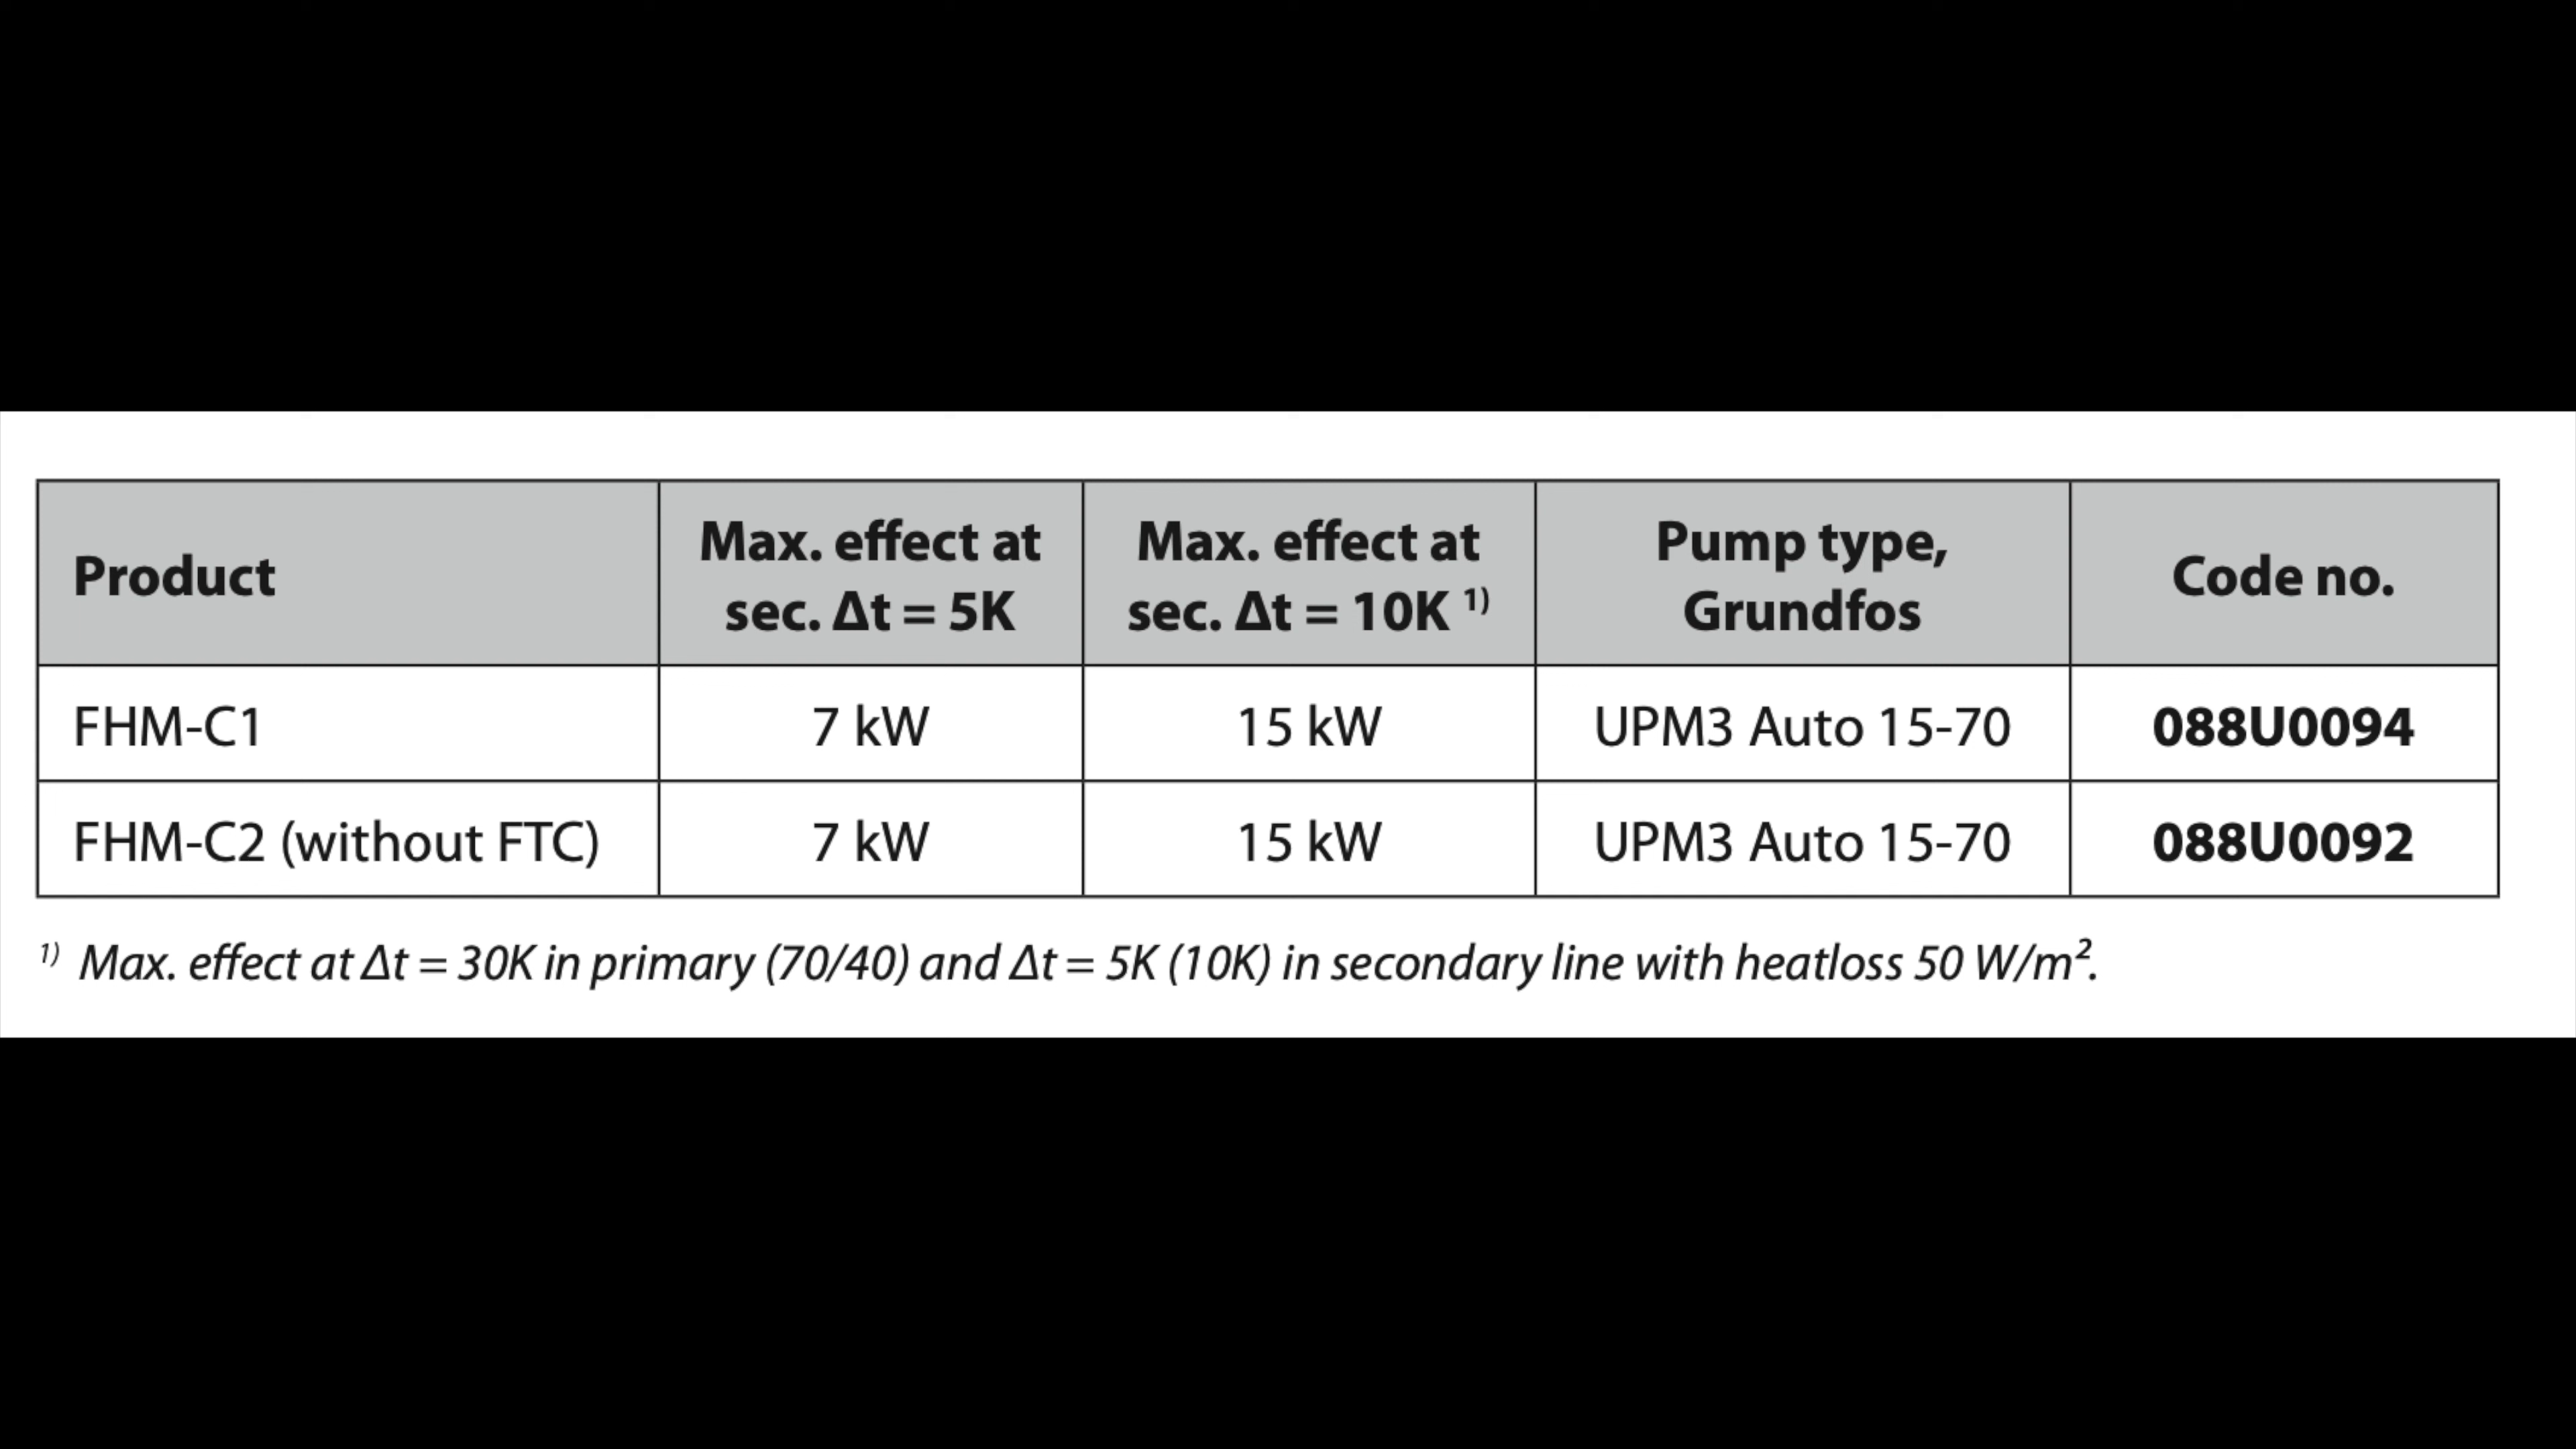 Product
Max. effect at
sec. Δt = 5K
Max. effect at
sec. Δt = 10K ¹⁾
Pump type,
Grundfos
Code no.
FHM-C1
7 kW
15 kW
UPM3 Auto 15-70
088U0094
FHM-C2 (without FTC)
7 kW
15 kW
UPM3 Auto 15-70
088U0092
¹⁾ Max. effect at Δt = 30K in primary (70/40) and Δt = 5K (10K) in secondary line with heatloss 50 W/m².